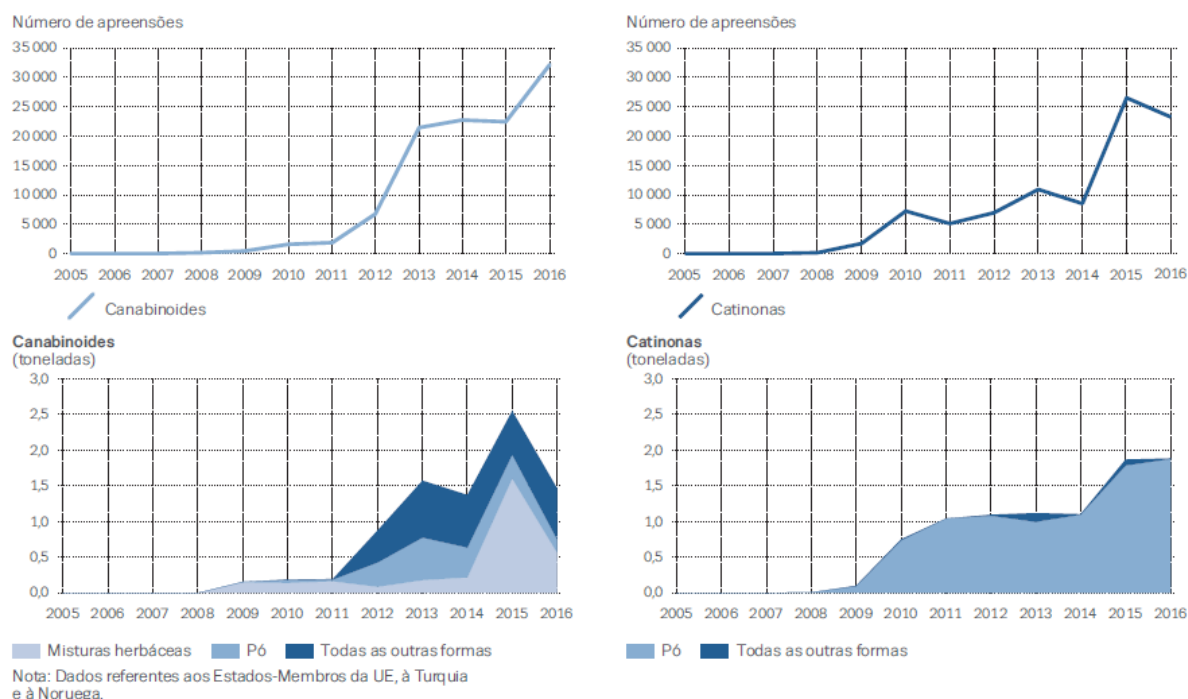 Número de apreensões
35 000
30 000
25 000
20 000
15 000
10 000
5 000
0
2005 2006 2007 2008 2009 2010 2011 2012 2013 2014 2015 2016
Canabinoides
Número de apreensões
35 000
30 000
25 000
20 000
15 000
10 000
5 000
0
2005 2006 2007 2008 2009 2010 2011 2012 2013 2014 2015 2016
Catinonas
Canabinoides
(toneladas)
3,0
2,5
2,0
1,5
1,0
0,5
0,0
2005 2006 2007 2008 2009 2010 2011 2012 2013 2014 2015 2016
Misturas herbáceas P6 Todas as outras formas
Nota: Dados referentes aos Estados-Membros da UE, à Turquia
e à Noruega.
Catinonas
(toneladas)
3,0
2,5
2,0
1,5
1,0
0,5
0,0
2005 2006 2007 2008 2009 2010 2011 2012 2013 2014 2015 2016
P6 Todas as outras formas